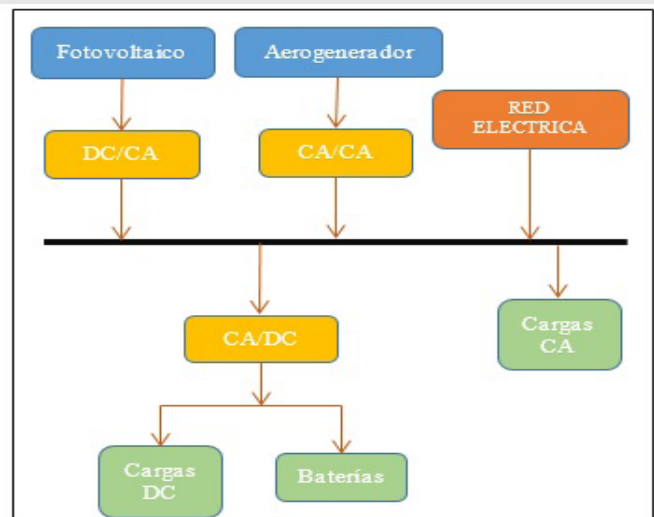 Fotovoltaico
Aerogenerador
RED
ELECTRICA
DC/CA
CA/CA
Cargas
CA
CA/DC
Cargas
DC
Baterías